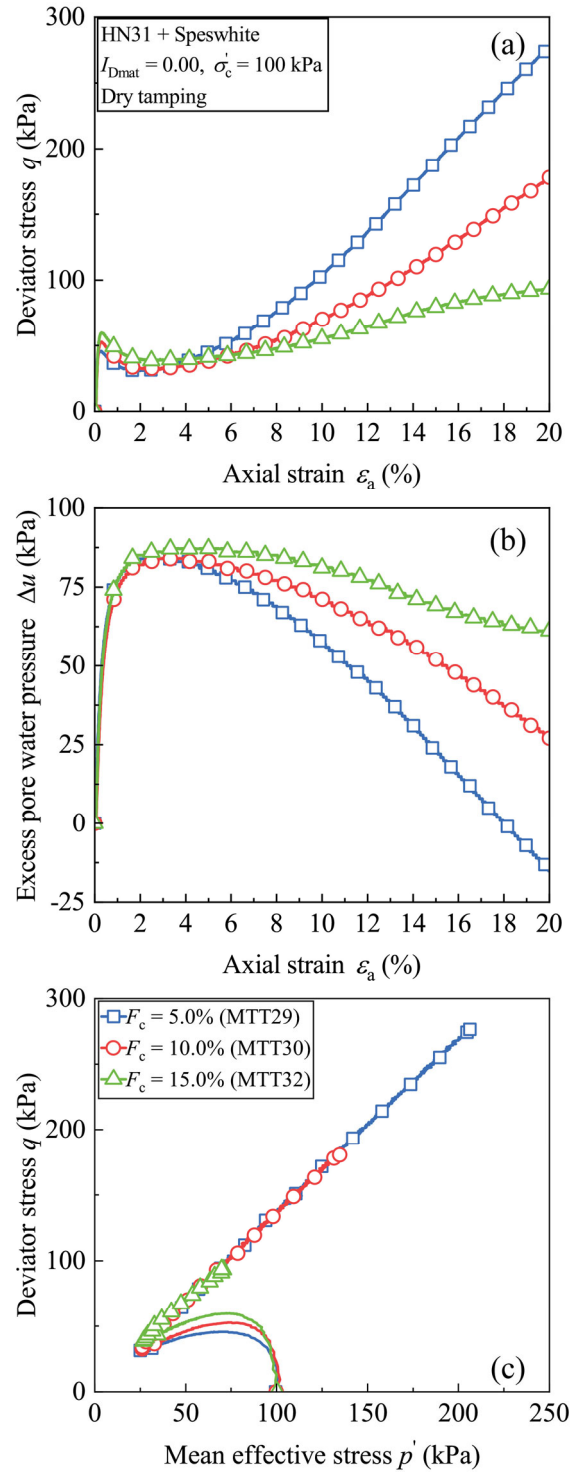 (a)
HN31 + Speswhite
I_Dmat = 0.00, σ'_c = 100 kPa
Dry tamping
300
200
100
0
Deviator stress q (kPa)
0 2 4 6 8 10 12 14 16 18 20
Axial strain ε_a (%)
(b)
100
75
50
25
0
-25
Excess pore water pressure Δu (kPa)
0 2 4 6 8 10 12 14 16 18 20
Axial strain ε_a (%)
300
200
100
0
Deviator stress q (kPa)
F_c = 5.0% (MTT29)
F_c = 10.0% (MTT30)
F_c = 15.0% (MTT32)
(c)
0 50 100 150 200 250
Mean effective stress p' (kPa)